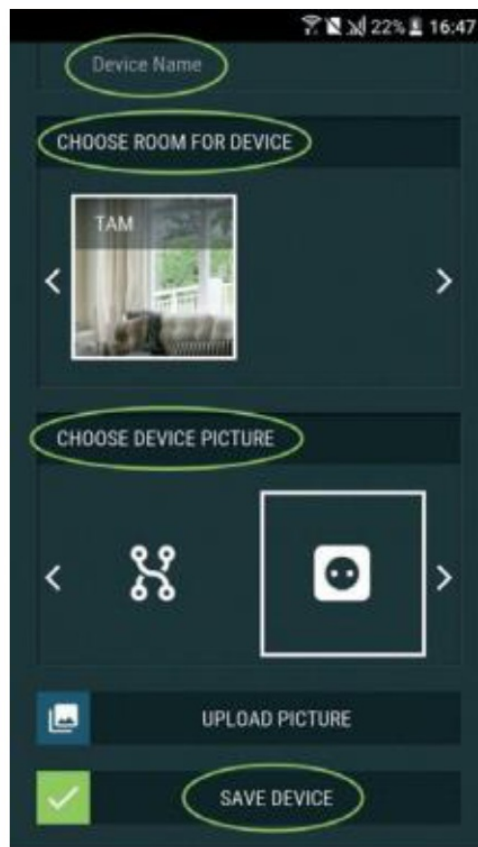 22% 16:47
Device Name
CHOOSE ROOM FOR DEVICE
TAM
CHOOSE DEVICE PICTURE
UPLOAD PICTURE
SAVE DEVICE